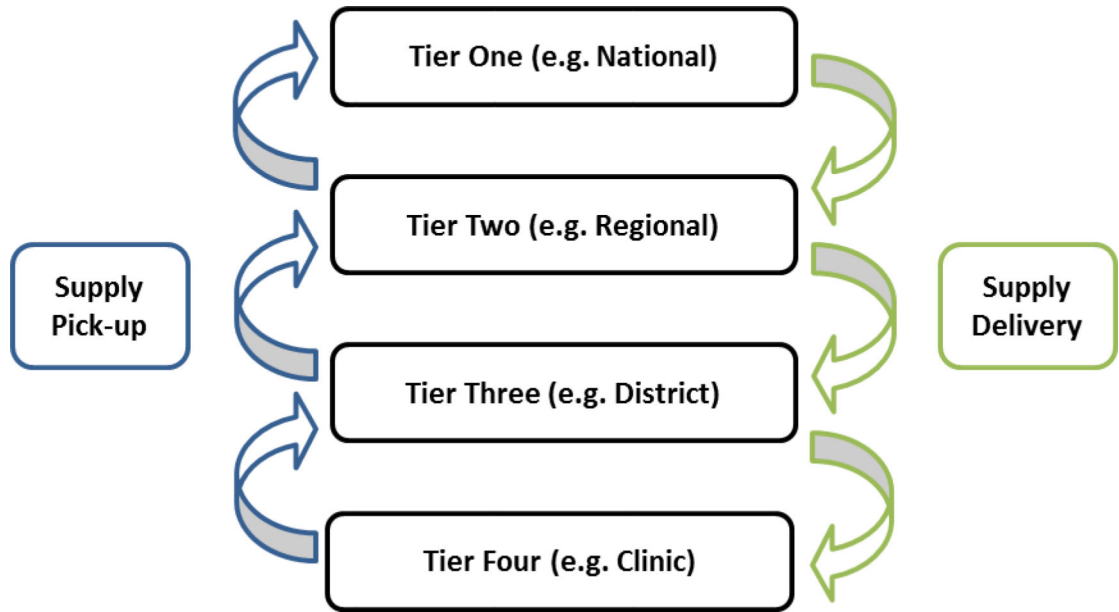 Tier One (e.g. National)
Tier Two (e.g. Regional)
Supply
Pick-up
Supply
Delivery
Tier Three (e.g. District)
Tier Four (e.g. Clinic)